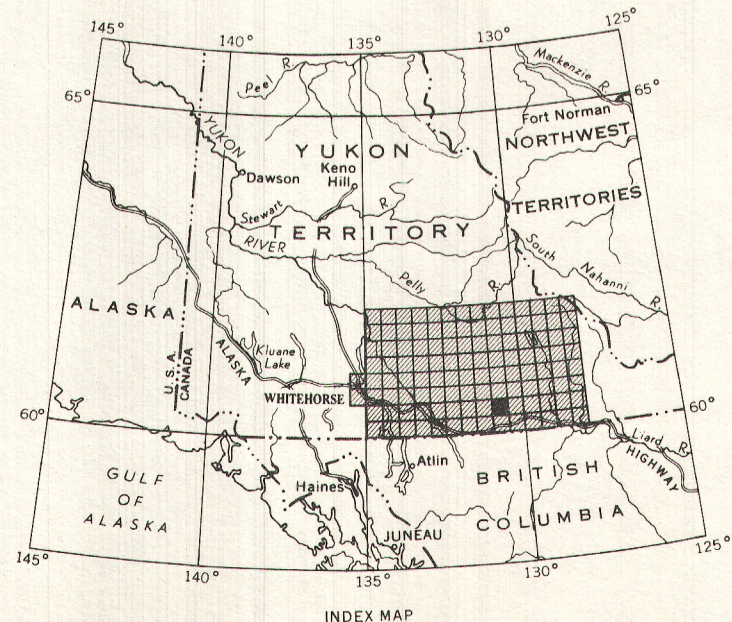 145°
140°
135°
130°
125°
Peel R.
Mackenzie R.
65°
65°
Fort Norman
YUKON
YUKON
NORTHWEST
Keno
Hill
Dawson
TERRITORIES
Stewart R.
TERRITORY
RIVER
South Nahanni R.
Pelly R.
ALASKA
U.S.A.
CANADA
ALASKA
Kluane
Lake
WHITEHORSE
60°
60°
Liard R.
HIGHWAY
Atlin
BRITISH
GULF
OF
ALASKA
Haines
COLUMBIA
JUNEAU
145°
140°
135°
130°
125°
INDEX MAP